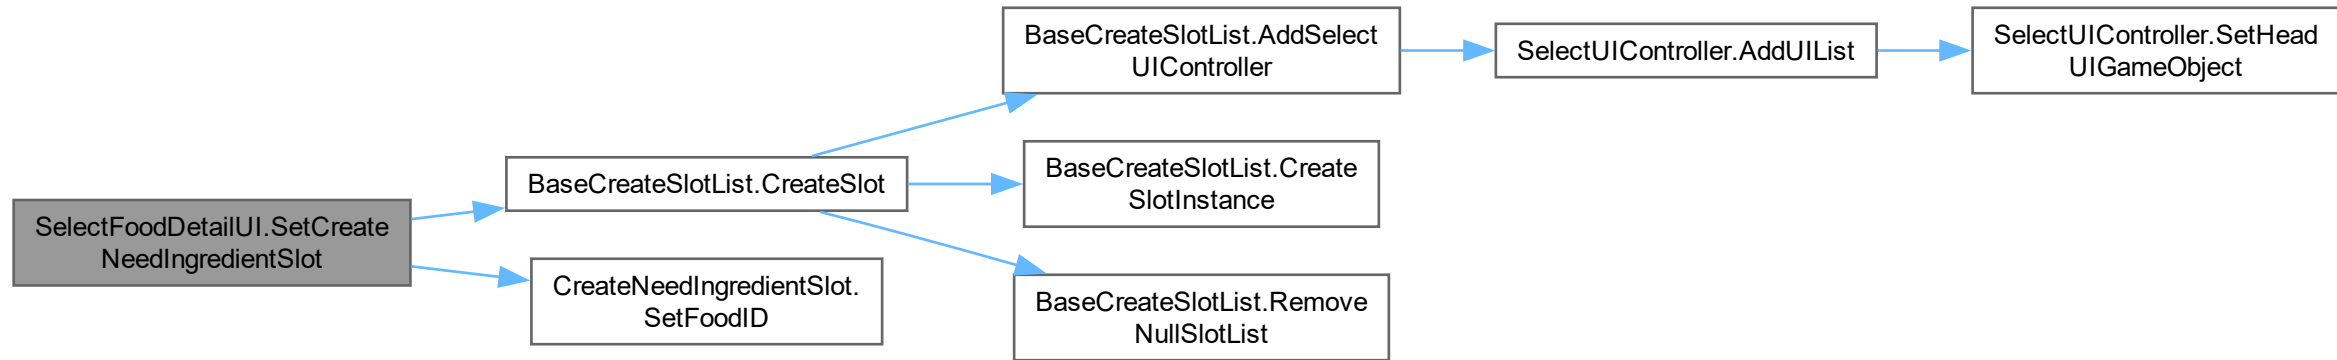 SelectFoodDetailUI.SetCreate
NeedIngredientSlot
BaseCreateSlotList.CreateSlot
CreateNeedIngredientSlot.
SetFoodID
BaseCreateSlotList.AddSelect
UIController
BaseCreateSlotList.Create
SlotInstance
BaseCreateSlotList.Remove
NullSlotList
SelectUIController.AddUIList
SelectUIController.SetHead
UIGameObject